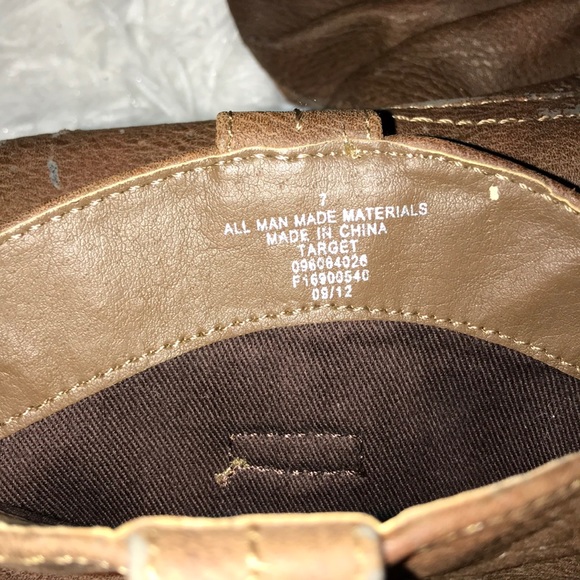 7
ALL MAN MADE MATERIALS
MADE IN CHINA
TARGET
096084026
F16900540
09/12